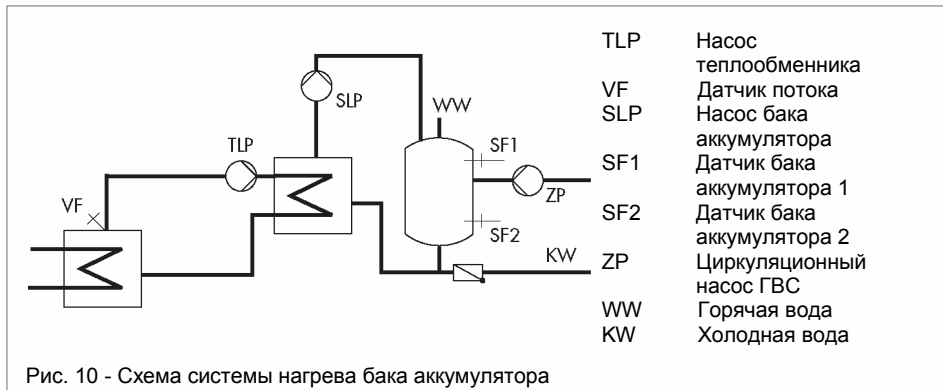 TLP Насос
теплообменника
VF Датчик потока
SLP Насос бака
аккумулятора
SF1 Датчик бака
аккумулятора 1
SF2 Датчик бака
аккумулятора 2
ZP Циркуляционный
насос ГВС
WW Горячая вода
KW Холодная вода
SLP
WW
TLP
SF1
ZP
VF
SF2
KW
Рис. 10 - Схема системы нагрева бака аккумулятора